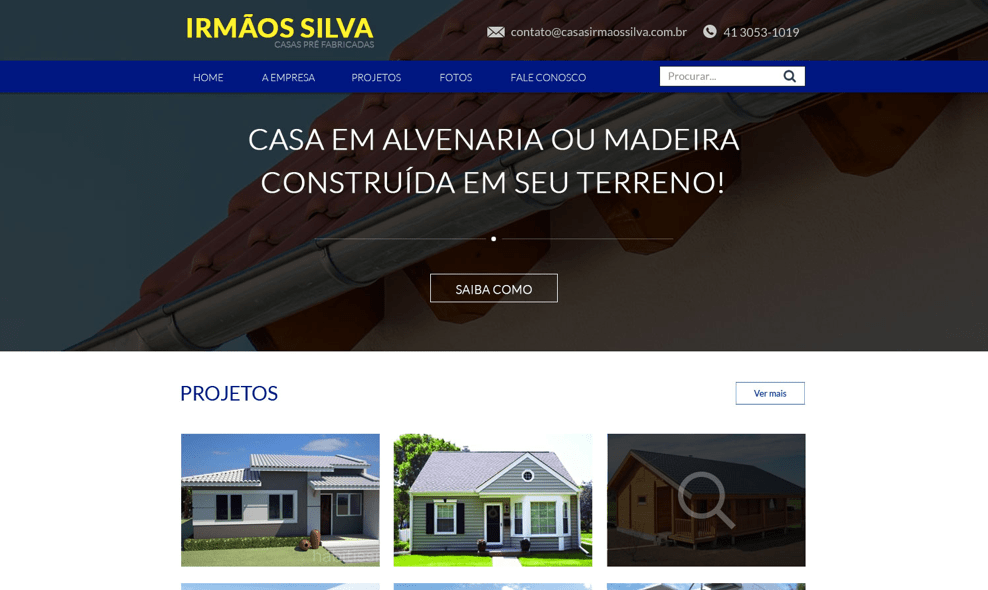 IRMÃOS SILVA
CASAS PRÉ FABRICADAS
contato@casasirmaossilva.com.br
41 3053-1019
HOME
A EMPRESA
PROJETOS
FOTOS
FALE CONOSCO
Procurar...
CASA EM ALVENARIA OU MADEIRA
CONSTRUÍDA EM SEU TERRENO!
SAIBA COMO
PROJETOS
Ver mais